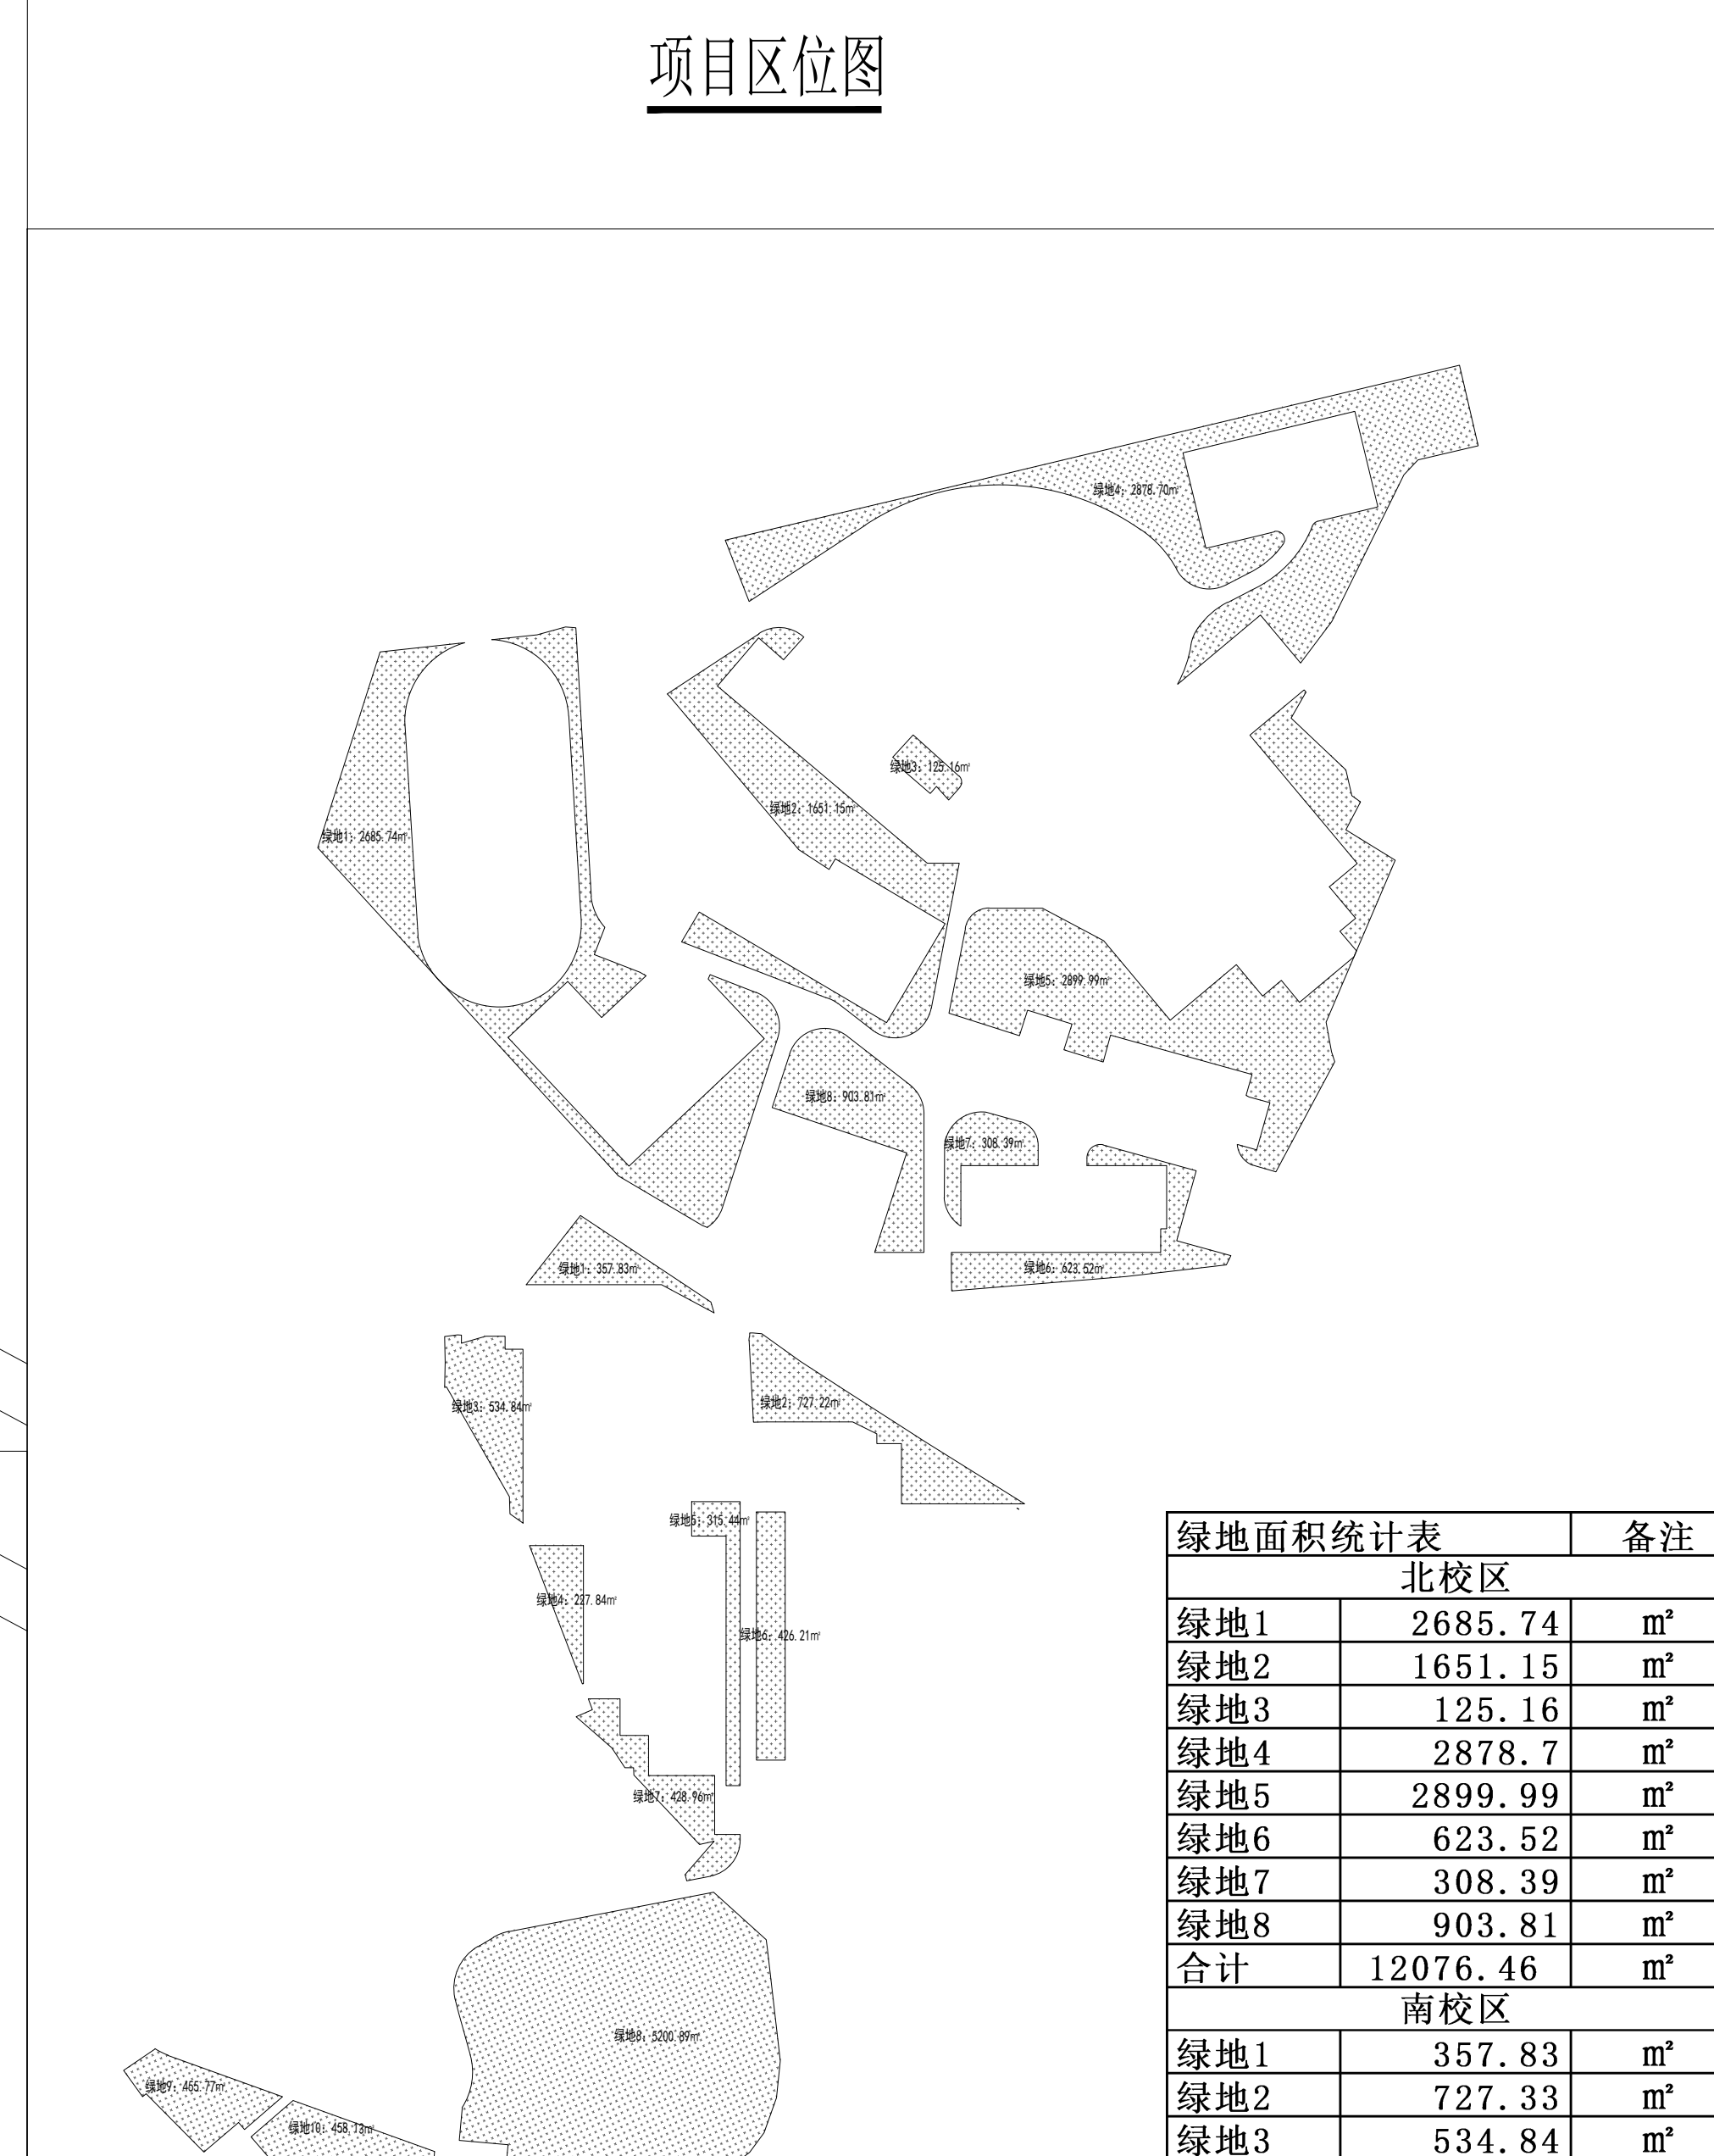 项目区位图
绿地4：2878.70㎡
绿地3：125.16㎡
绿地2：1651.15㎡
绿地1：2685.74㎡
绿地5：2899.99㎡
绿地8：903.81㎡
绿地7：308.39㎡
绿地6：623.52㎡
绿地1：357.83㎡
绿地2：727.22㎡
绿地3：534.84㎡
绿地5：315.44㎡
绿地4：227.84㎡
绿地6：426.21㎡
绿地7：428.96㎡
绿地8：5200.89㎡
绿地9：465.77㎡
绿地10：458.13㎡
绿地面积统计表 备注
北校区
绿地1 2685.74 ㎡
绿地2 1651.15 ㎡
绿地3 125.16 ㎡
绿地4 2878.7 ㎡
绿地5 2899.99 ㎡
绿地6 623.52 ㎡
绿地7 308.39 ㎡
绿地8 903.81 ㎡
合计 12076.46 ㎡
南校区
绿地1 357.83 ㎡
绿地2 727.33 ㎡
绿地3 534.84 ㎡